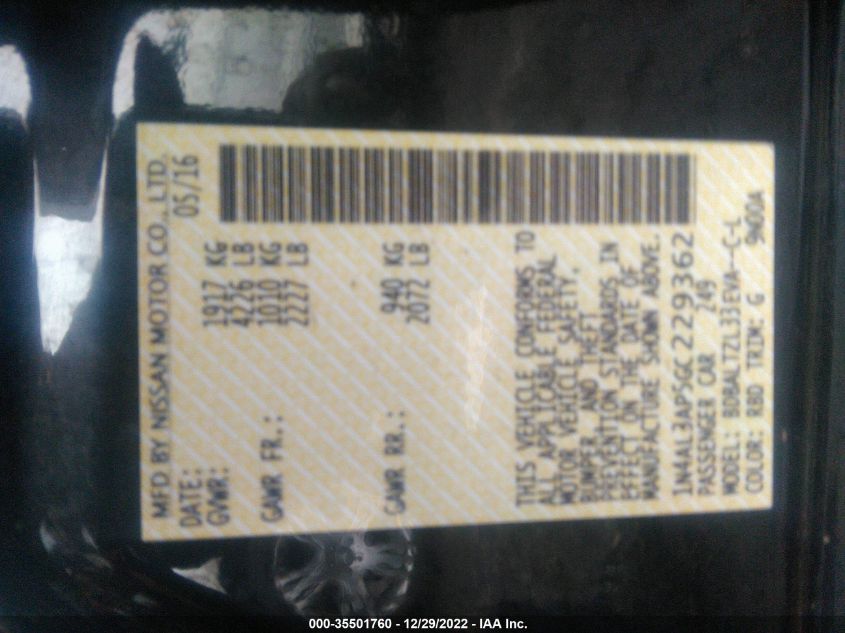 MFD BY NISSAN MOTOR CO., LTD.
DATE: 05/16
GVWR: 1917 KG
4226 LB
GAWR FR.: 1010 KG
2227 LB
GAWR RR.: 940 KG
2072 LB
THIS VEHICLE CONFORMS TO
ALL APPLICABLE FEDERAL
MOTOR VEHICLE SAFETY,
BUMPER, AND THEFT
PREVENTION STANDARDS IN
EFFECT ON THE DATE OF
MANUFACTURE SHOWN ABOVE.
1N4AL3AP5GC229362
PASSENGER CAR 249
MODEL: BDBALTZL33EVA--C-L
COLOR: RBD TRIM: G 9W00A
000-35501760 - 12/29/2022 - IAA Inc.